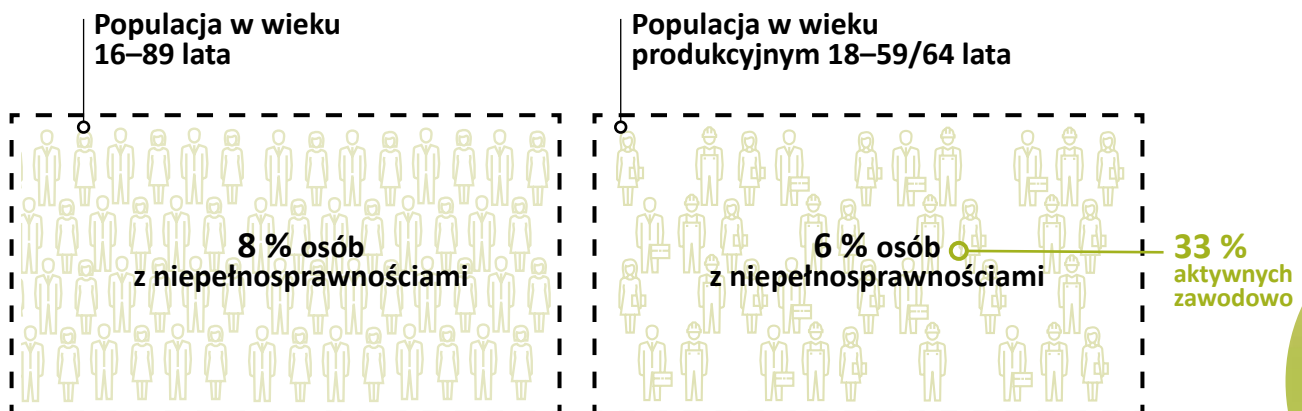 Populacja w wieku
16–89 lata
Populacja w wieku
produkcyjnym 18–59/64 lata
8 % osób
z niepełnosprawnościami
6 % osób
z niepełnosprawnościami
33 %
aktywnych
zawodowo